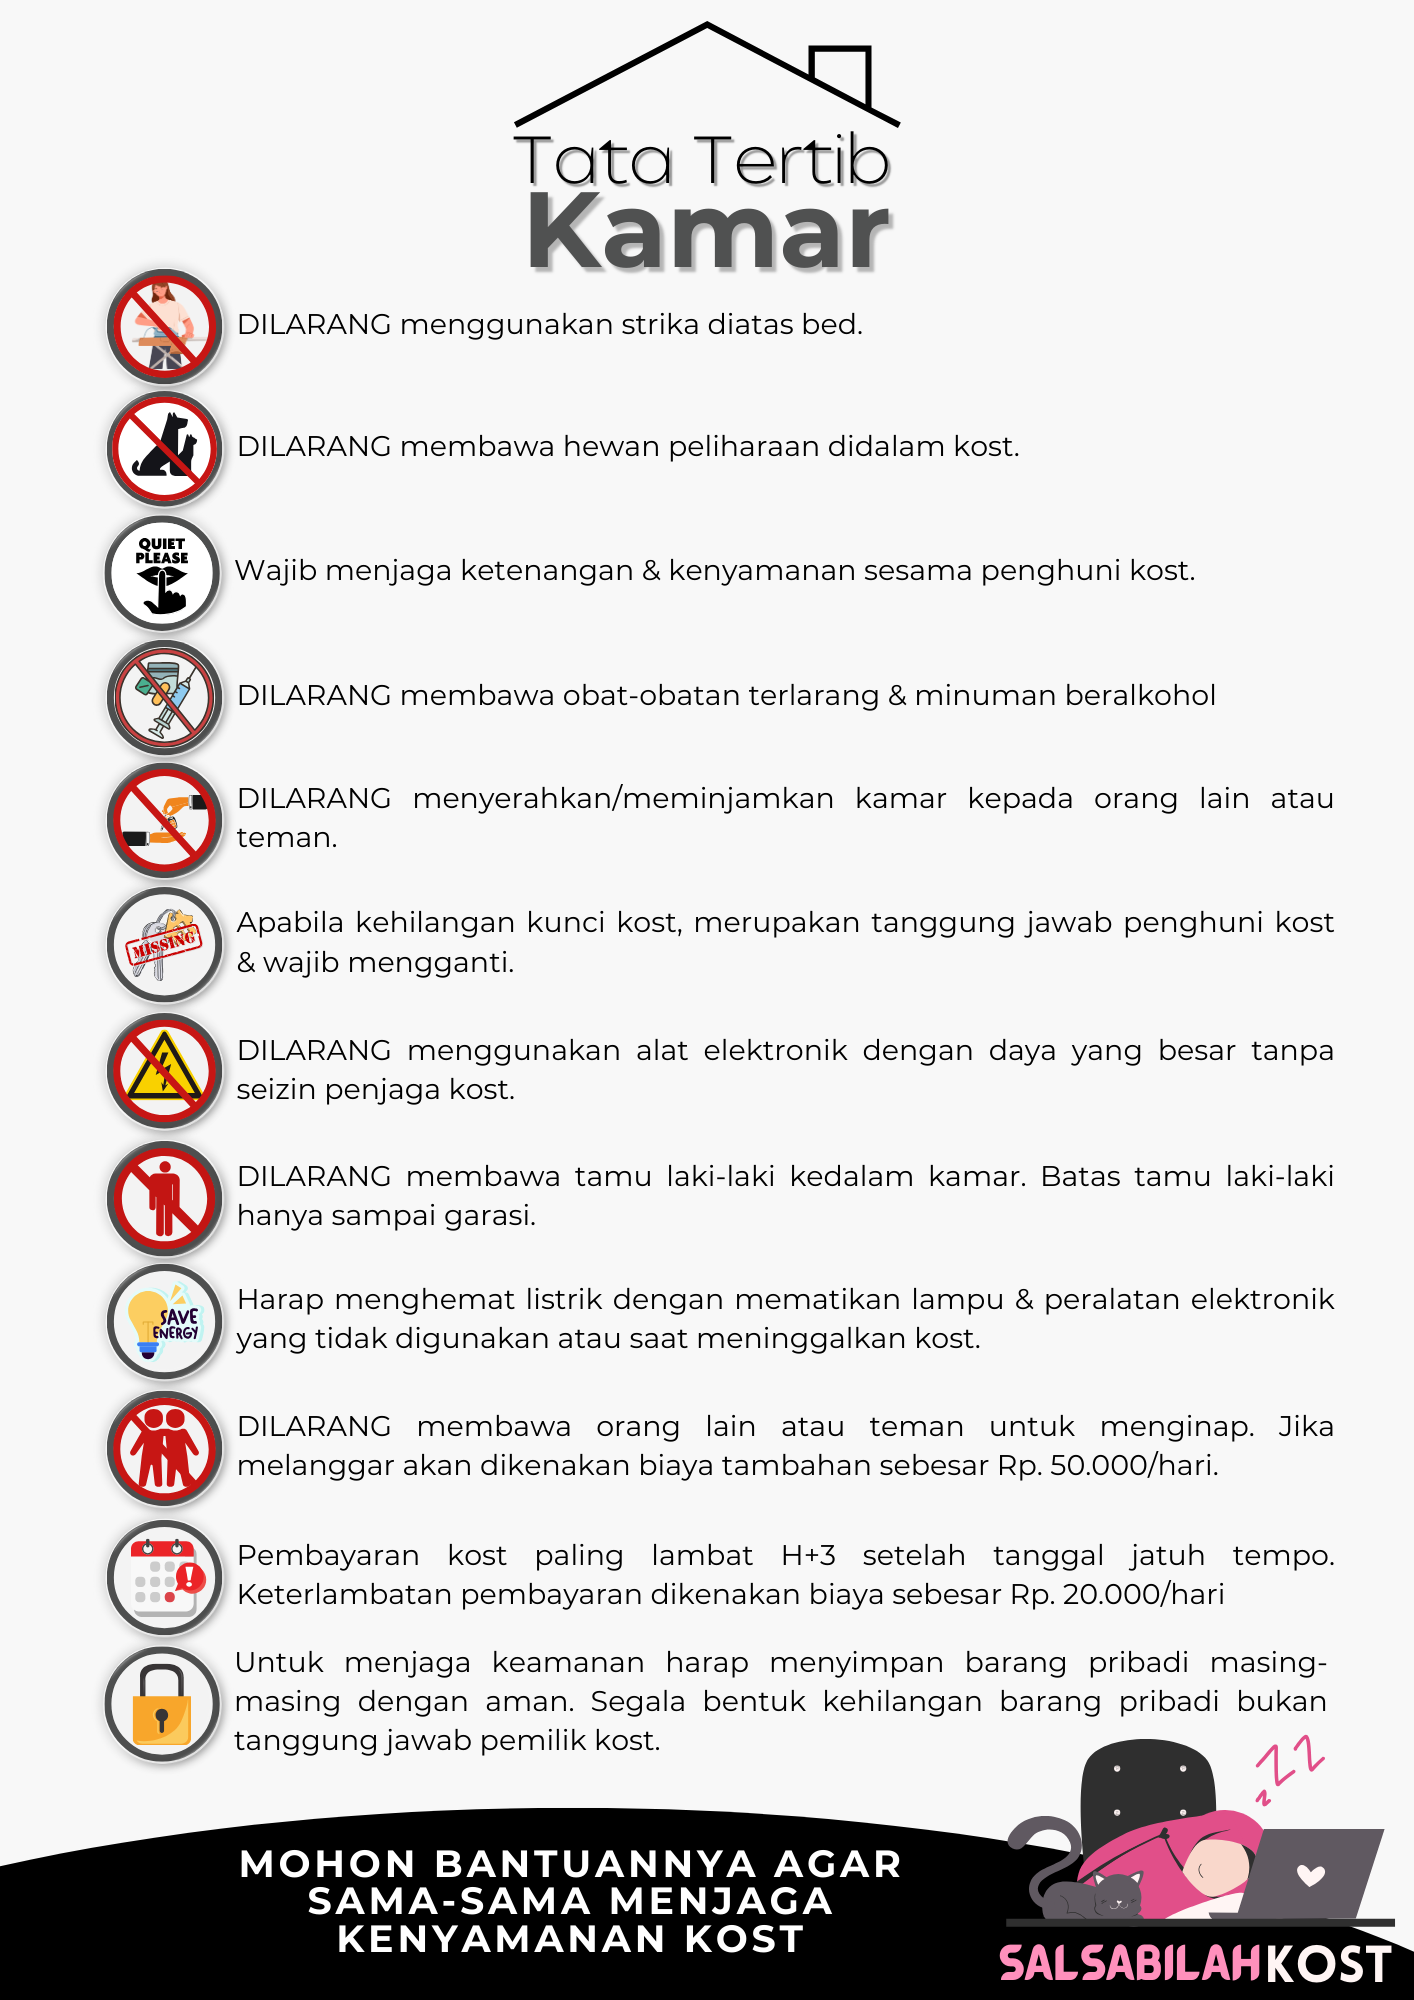 Tata Tertib
Kamar
DILARANG menggunakan strika diatas bed.
DILARANG membawa hewan peliharaan didalam kost.
QUIET
PLEASE
Wajib menjaga ketenangan & kenyamanan sesama penghuni kost.
DILARANG membawa obat-obatan terlarang & minuman beralkohol
DILARANG menyerahkan/meminjamkan kamar kepada orang lain atau
teman.
MISSING
Apabila kehilangan kunci kost, merupakan tanggung jawab penghuni kost
& wajib mengganti.
DILARANG menggunakan alat elektronik dengan daya yang besar tanpa
seizin penjaga kost.
DILARANG membawa tamu laki-laki kedalam kamar. Batas tamu laki-laki
hanya sampai garasi.
SAVE
ENERGY
Harap menghemat listrik dengan mematikan lampu & peralatan elektronik
yang tidak digunakan atau saat meninggalkan kost.
DILARANG membawa orang lain atau teman untuk menginap. Jika
melanggar akan dikenakan biaya tambahan sebesar Rp. 50.000/hari.
Pembayaran kost paling lambat H+3 setelah tanggal jatuh tempo.
Keterlambatan pembayaran dikenakan biaya sebesar Rp. 20.000/hari
Untuk menjaga keamanan harap menyimpan barang pribadi masing-
masing dengan aman. Segala bentuk kehilangan barang pribadi bukan
tanggung jawab pemilik kost.
zZZ
MOHON BANTUANNYA AGAR
SAMA-SAMA MENJAGA
KENYAMANAN KOST
SALSABILAHKOST